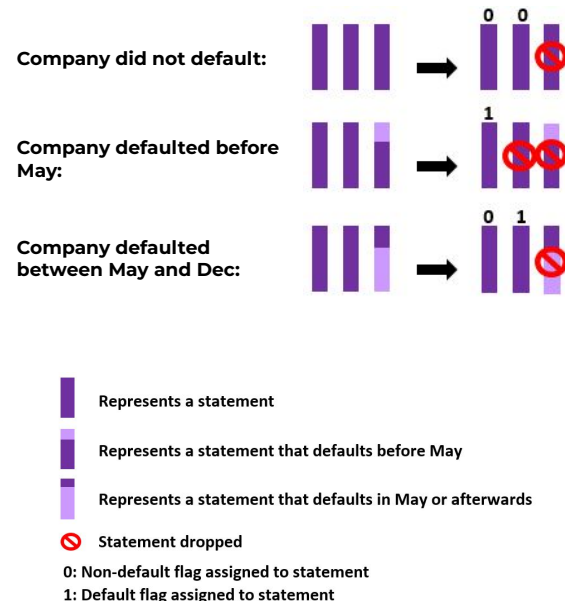 0 0
Company did not default:
1
Company defaulted before
May:
0 1
Company defaulted
between May and Dec:
Represents a statement
Represents a statement that defaults before May
Represents a statement that defaults in May or afterwards
Statement dropped
0: Non-default flag assigned to statement
1: Default flag assigned to statement